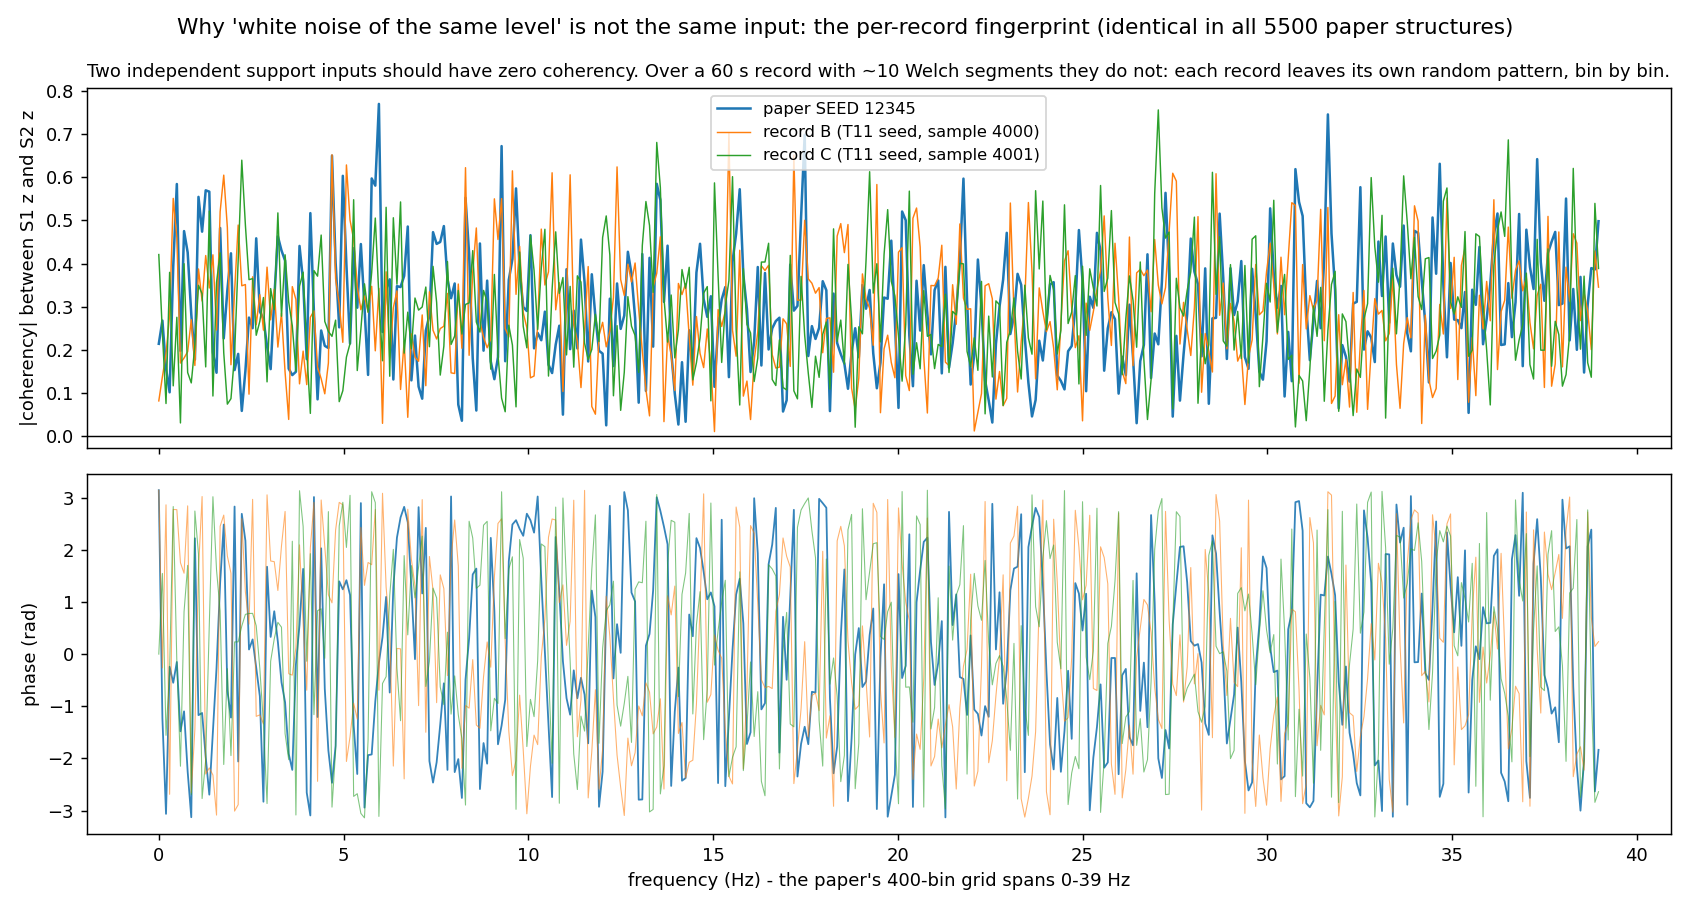 Why 'white noise of the same level' is not the same input: the per-record fingerprint (identical in all 5500 paper structures)
Two independent support inputs should have zero coherency. Over a 60 s record with ~10 Welch segments they do not: each record leaves its own random pattern, bin by bin.
|coherency| between S1 z and S2 z
0.8
0.7
0.6
0.5
0.4
0.3
0.2
0.1
0.0
paper SEED 12345
record B (T11 seed, sample 4000)
record C (T11 seed, sample 4001)
phase (rad)
3
2
1
0
−1
−2
−3
0 5 10 15 20 25 30 35 40
frequency (Hz) - the paper's 400-bin grid spans 0-39 Hz